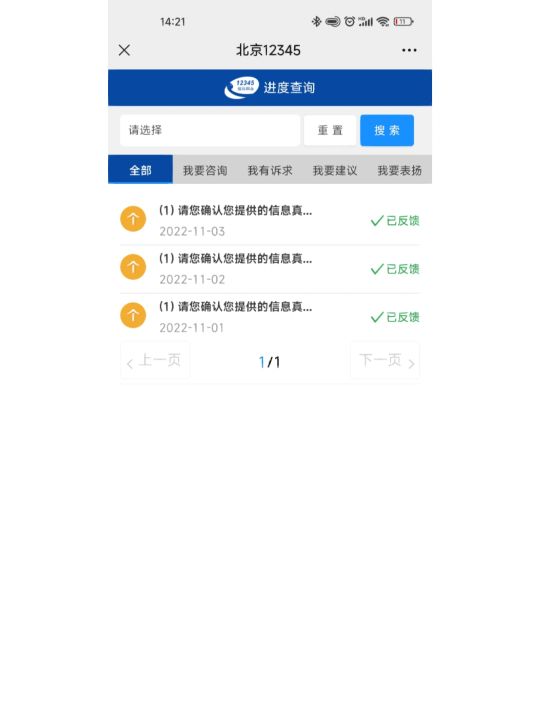 14:21
11
北京12345
12345
进度查询
请选择
重 置
搜 索
全部
我要咨询
我有诉求
我要建议
我要表扬
(1) 请您确认您提供的信息真...
已反馈
2022-11-03
(1) 请您确认您提供的信息真...
已反馈
2022-11-02
(1) 请您确认您提供的信息真...
已反馈
2022-11-01
上一页
1/1
下一页